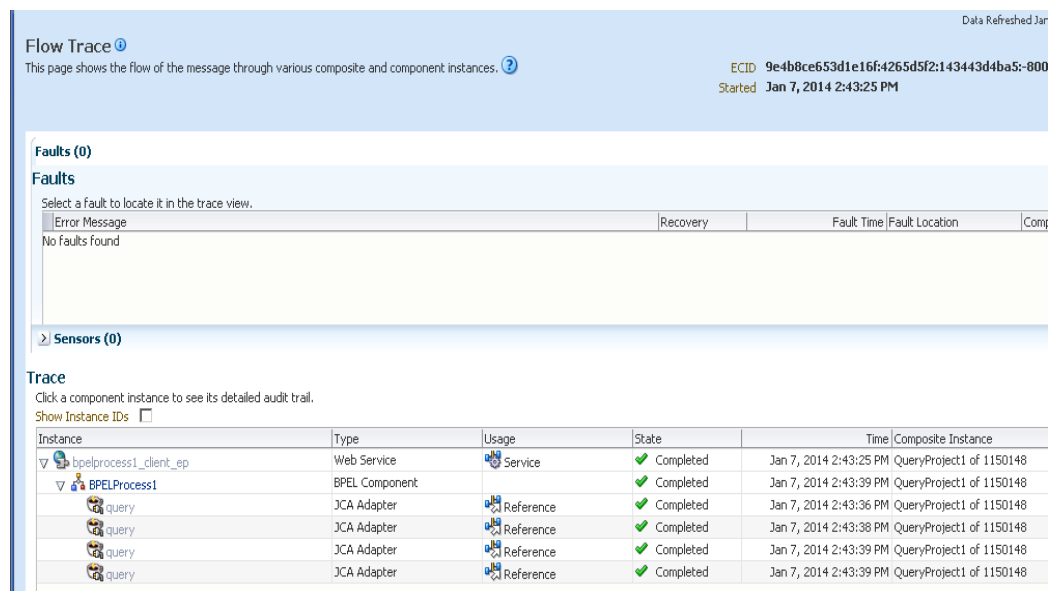 Data Refreshed Jan
Flow Trace
This page shows the flow of the message through various composite and component instances.
ECID 9e4b8ce653d1e16f:4265d5f2:143443d4ba5:-800
Started Jan 7, 2014 2:43:25 PM
Faults (0)
Faults
Select a fault to locate it in the trace view.
Error Message Recovery Fault Time Fault Location Comp
No faults found
Sensors (0)
Trace
Click a component instance to see its detailed audit trail.
Show Instance IDs
Instance Type Usage State Time Composite Instance
bpelprocess1_client_ep Web Service Service Completed Jan 7, 2014 2:43:25 PM QueryProject1 of 1150148
BPELProcess1 BPEL Component Completed Jan 7, 2014 2:43:39 PM QueryProject1 of 1150148
query JCA Adapter Reference Completed Jan 7, 2014 2:43:36 PM QueryProject1 of 1150148
query JCA Adapter Reference Completed Jan 7, 2014 2:43:38 PM QueryProject1 of 1150148
query JCA Adapter Reference Completed Jan 7, 2014 2:43:39 PM QueryProject1 of 1150148
query JCA Adapter Reference Completed Jan 7, 2014 2:43:39 PM QueryProject1 of 1150148